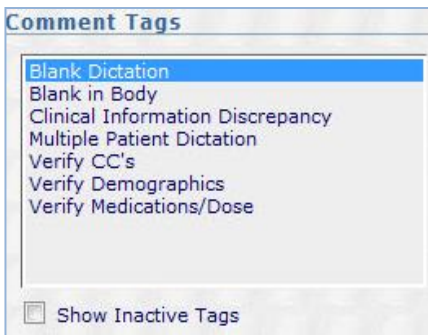 Comment Tags
Blank Dictation
Blank in Body
Clinical Information Discrepancy
Multiple Patient Dictation
Verify CC's
Verify Demographics
Verify Medications/Dose
Show Inactive Tags